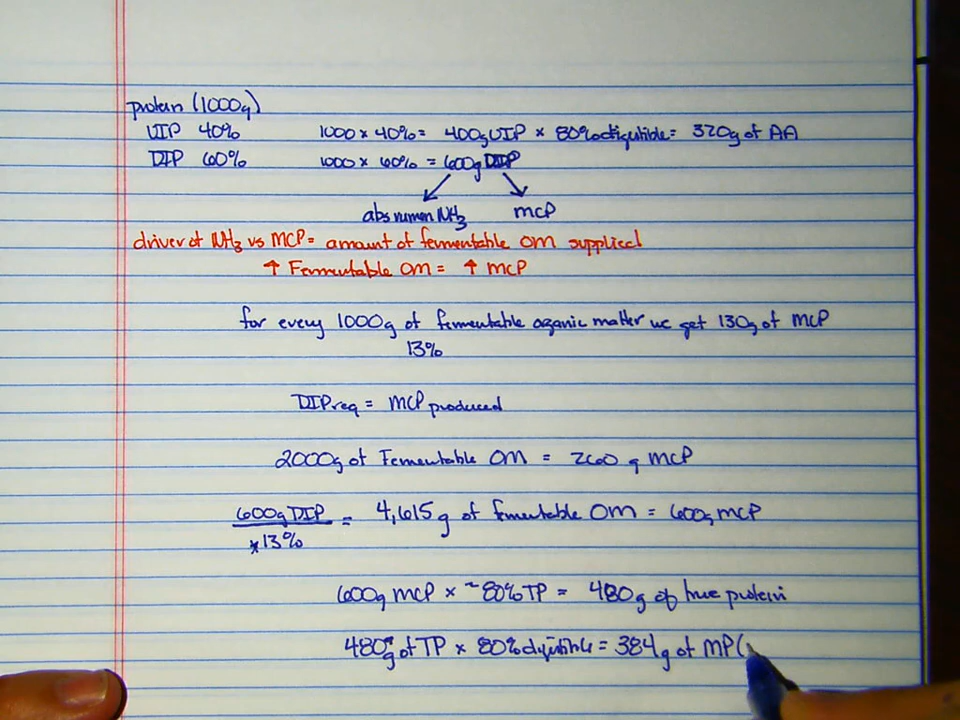 protein (1000g)
UIP 40% 1000 × 40% = 400g UIP × 80% digestible = 320g of AA
DIP 60% 1000 × 60% = 600g DIP
abs rumen NH3 MCP
driver of NH3 vs MCP = amount of fermentable OM supplied
↑ Fermentable OM = ↑ MCP
for every 1000g of fermentable organic matter we get 130g of MCP
13%
DIP req = MCP produced
2000g of Fermentable OM = 260 g MCP
600g DIP = 4,615 g of fermentable OM = 600g MCP
* 13%
600g MCP × ~80% TP = 480g of true protein
480g of TP × 80% digestible = 384g of MP (